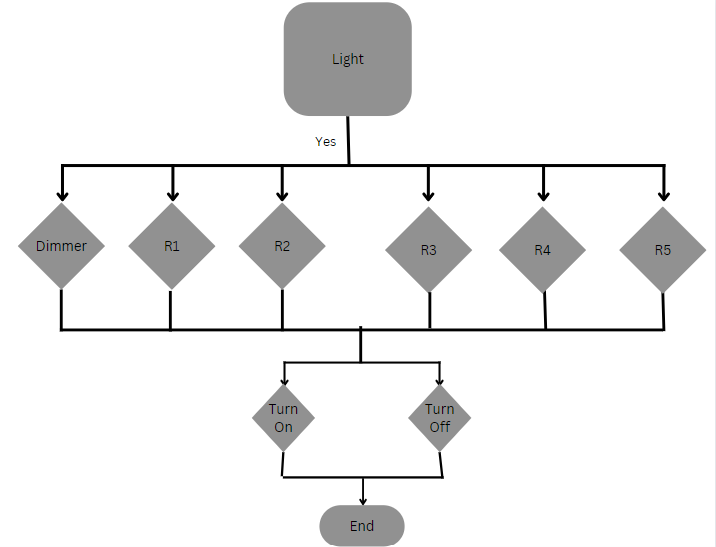 Light
Yes
Dimmer
R1
R2
R3
R4
R5
Turn
On
Turn
Off
End